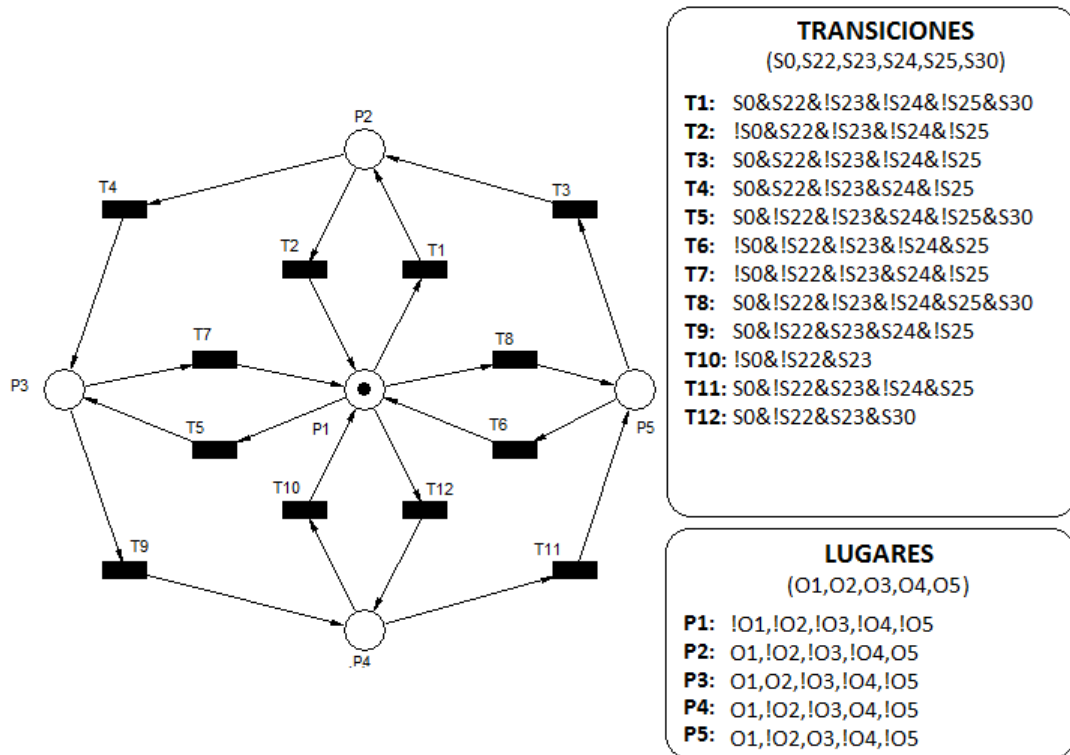 P2
T4
T3
T2
T1
T7
T8
P3
P1
P5
T5
T6
T10
T12
T9
T11
P4
TRANSICIONES
(S0,S22,S23,S24,S25,S30)
T1: S0&S22&!S23&!S24&!S25&S30
T2: !S0&S22&!S23&!S24&!S25
T3: S0&S22&!S23&!S24&!S25
T4: S0&S22&!S23&S24&!S25
T5: S0&!S22&!S23&S24&!S25&S30
T6: !S0&!S22&!S23&!S24&S25
T7: !S0&!S22&!S23&S24&!S25
T8: S0&!S22&!S23&!S24&S25&S30
T9: S0&!S22&S23&S24&!S25
T10: !S0&!S22&S23
T11: S0&!S22&S23&!S24&S25
T12: S0&!S22&S23&S30
LUGARES
(O1,O2,O3,O4,O5)
P1: !O1,!O2,!O3,!O4,!O5
P2: O1,!O2,!O3,!O4,O5
P3: O1,O2,!O3,!O4,!O5
P4: O1,!O2,!O3,O4,!O5
P5: O1,!O2,O3,!O4,!O5